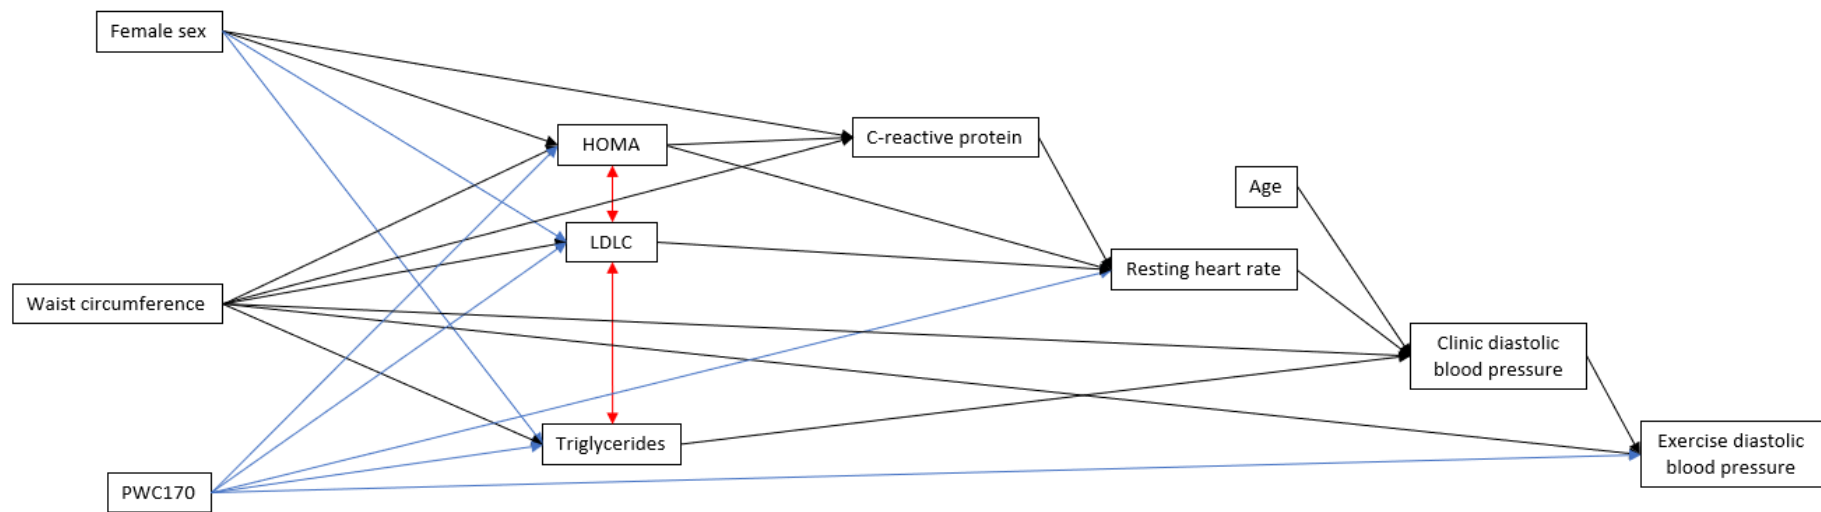 Female sex
HOMA
C-reactive protein
Age
LDLC
Resting heart rate
Waist circumference
Clinic diastolic
blood pressure
Triglycerides
Exercise diastolic
blood pressure
PWC170